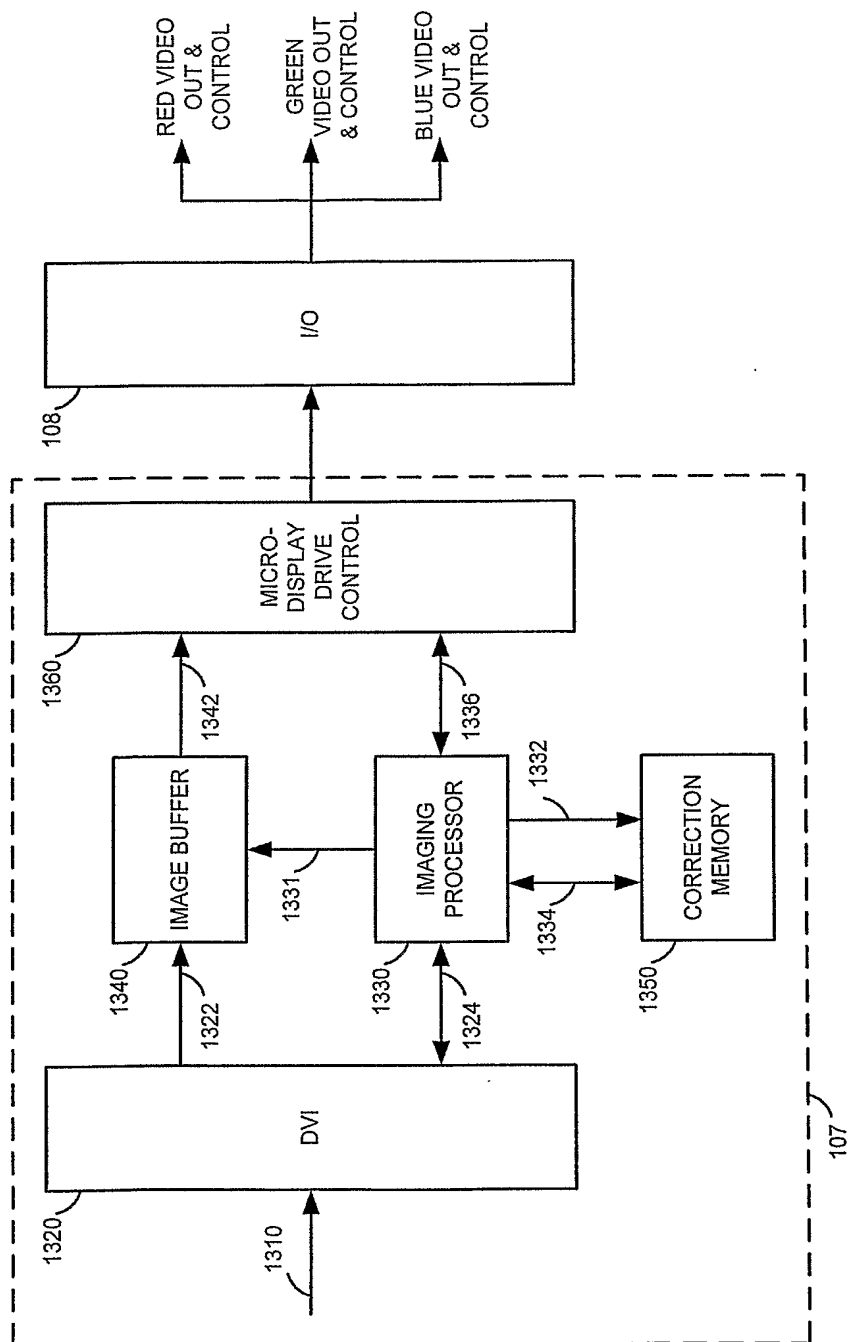 RED VIDEO
OUT &
CONTROL
GREEN
VIDEO OUT
& CONTROL
BLUE VIDEO
OUT &
CONTROL
I/O
108
MICRO-
DISPLAY
DRIVE
CONTROL
1360
1342
1336
IMAGE BUFFER
1340
1331
IMAGING
PROCESSOR
1330
1332
1334
CORRECTION
MEMORY
1350
1322
1324
DVI
1320
1310
107